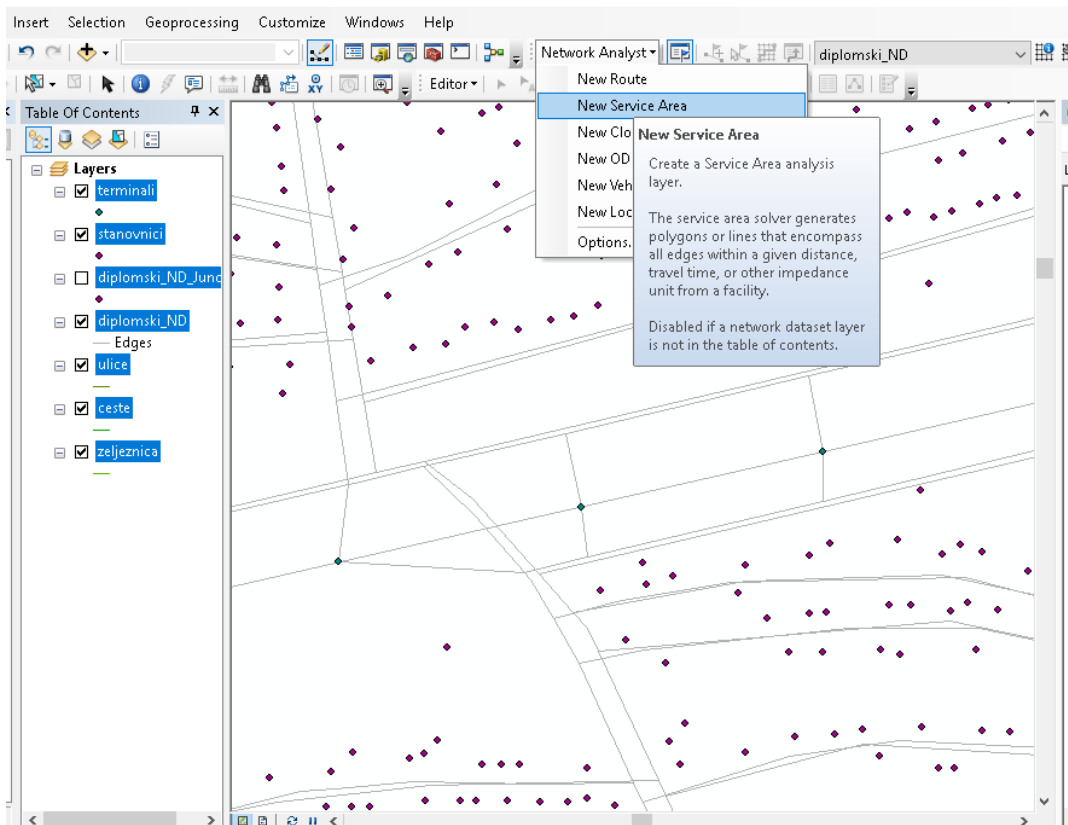 Insert Selection Geoprocessing Customize Windows Help
Network Analyst diplomski_ND
Editor
Table Of Contents
Layers
terminali
stanovnici
diplomski_ND_Junc
diplomski_ND
Edges
ulice
ceste
zeljeznica
New Route
New Service Area
New Clo
New OD
New Veh
New Loc
Options.
New Service Area
Create a Service Area analysis
layer.
The service area solver generates
polygons or lines that encompass
all edges within a given distance,
travel time, or other impedance
unit from a facility.
Disabled if a network dataset layer
is not in the table of contents.